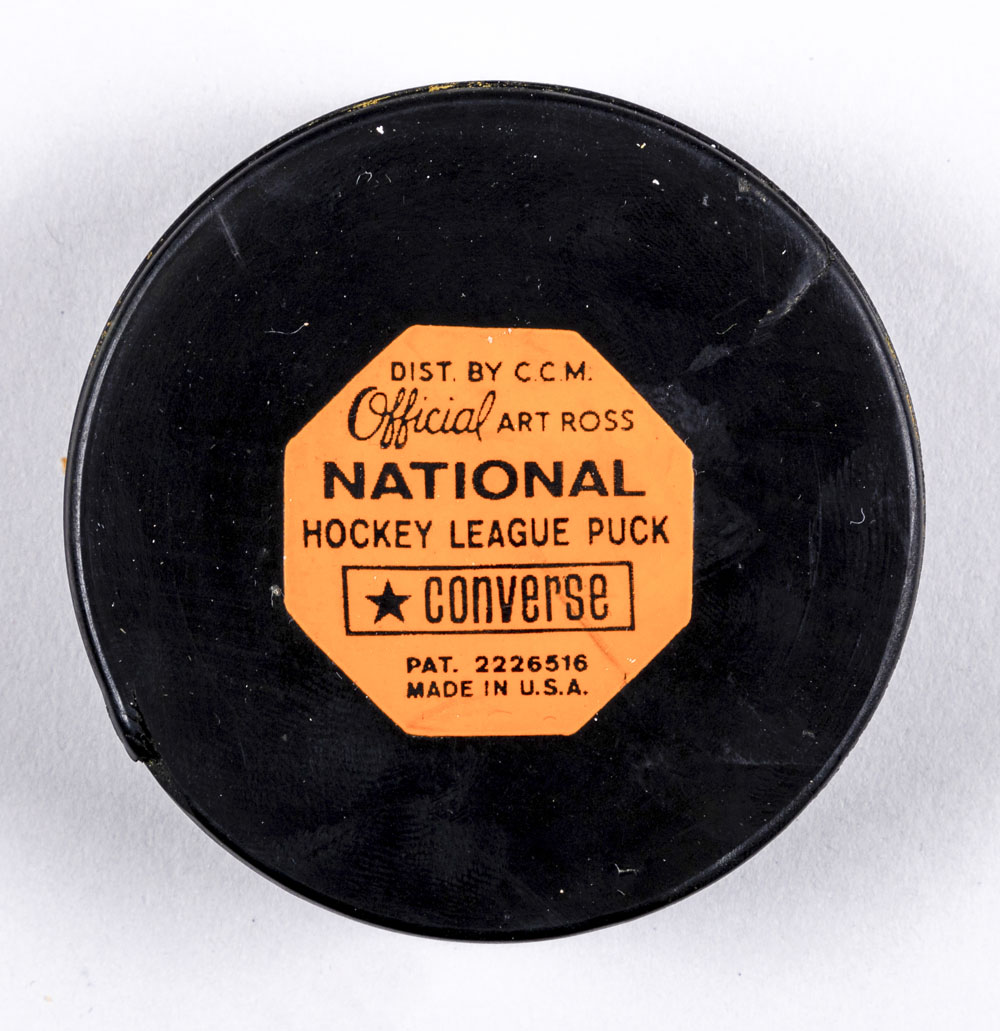 DIST. BY C.C.M.
Official ART ROSS
NATIONAL
HOCKEY LEAGUE PUCK
★ converse
PAT. 2226516
MADE IN U.S.A.